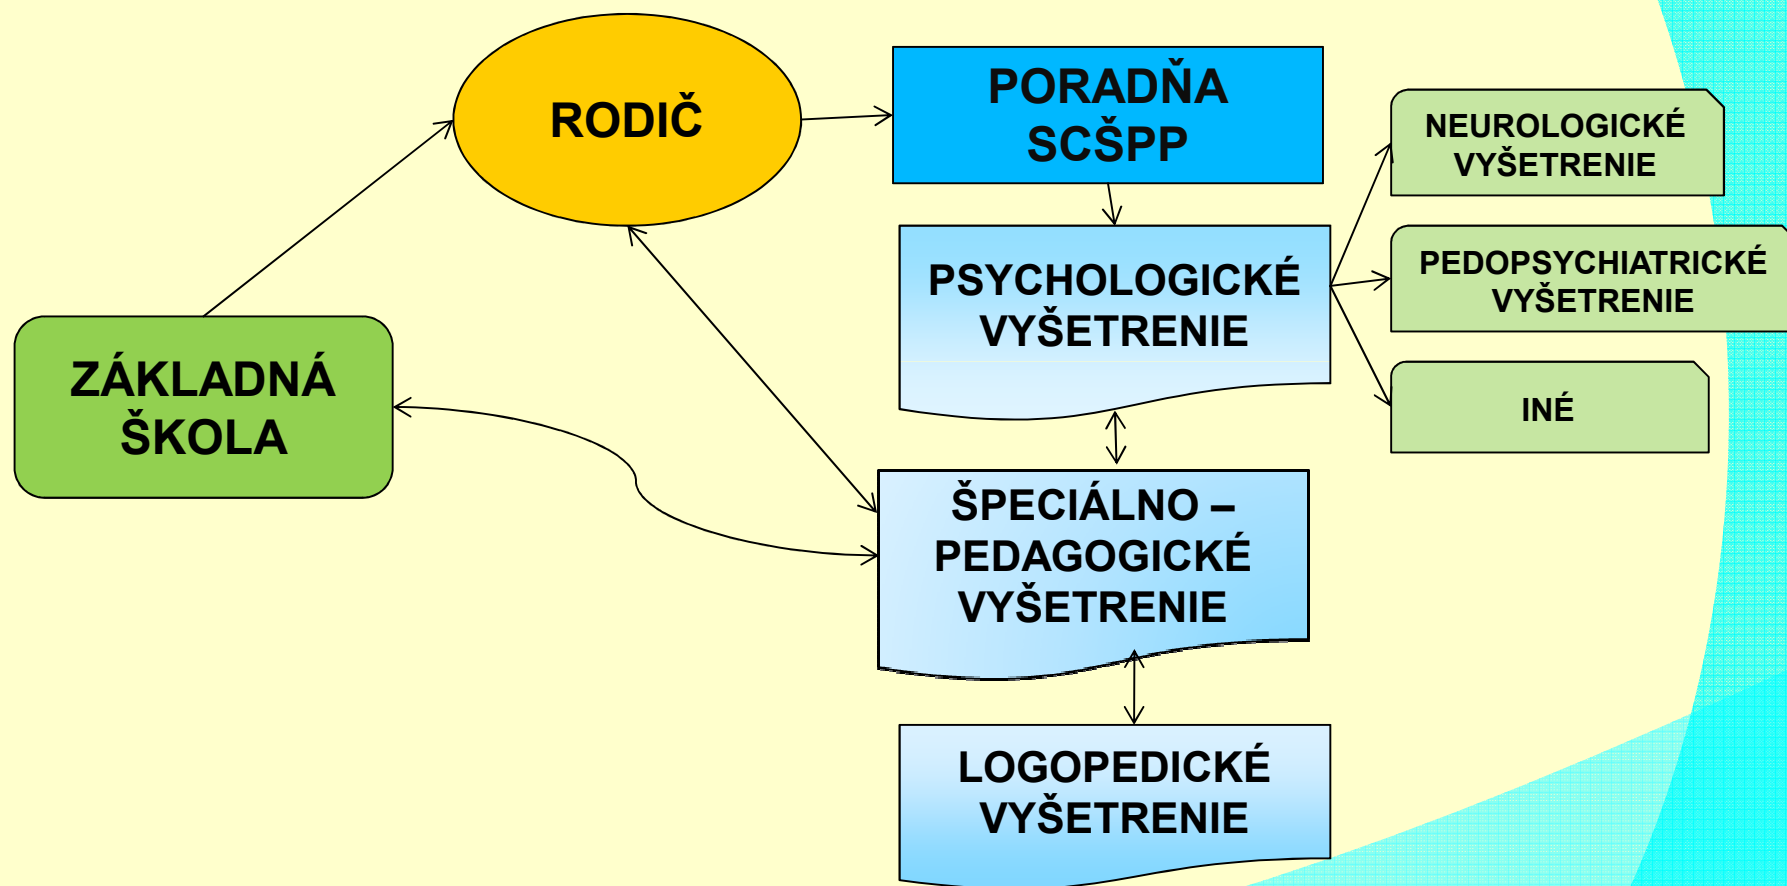 RODIČ
PORADŇA
SCŠPP
NEUROLOGICKÉ
VYŠETRENIE
PSYCHOLOGICKÉ
VYŠETRENIE
PEDOPSYCHIATRICKÉ
VYŠETRENIE
ZÁKLADNÁ
ŠKOLA
INÉ
ŠPECIÁLNO –
PEDAGOGICKÉ
VYŠETRENIE
LOGOPEDICKÉ
VYŠETRENIE